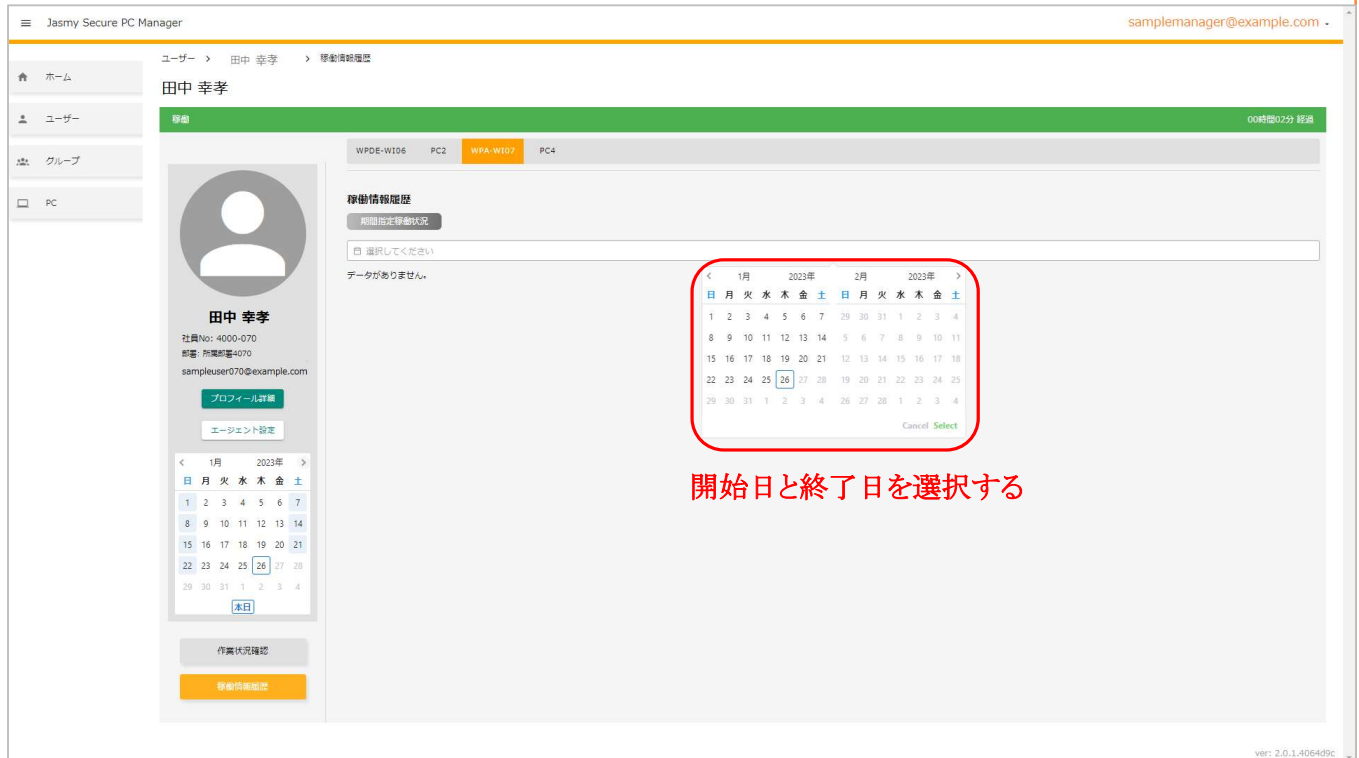 Jasmy Secure PC Manager
samplemanager@example.com
ホーム
ユーザー
グループ
PC
ユーザー > 田中 幸孝 > 稼働情報履歴
田中 幸孝
稼働 00時間02分 経過
田中 幸孝
社員No: 4000-070
部署: 所属部署4070
sampleuser070@example.com
プロフィール詳細
エージェント設定
< 1月 2023年 >
日 月 火 水 木 金 土
1 2 3 4 5 6 7
8 9 10 11 12 13 14
15 16 17 18 19 20 21
22 23 24 25 26 27 28
29 30 31 1 2 3 4
本日
作業状況確認
稼働情報履歴
WPDE-WI06 PC2 WPA-WI07 PC4
稼働情報履歴
期間指定稼働状況
選択してください
データがありません。
< 1月 2023年 2月 2023年 >
日 月 火 水 木 金 土 日 月 火 水 木 金 土
1 2 3 4 5 6 7 29 30 31 1 2 3 4
8 9 10 11 12 13 14 5 6 7 8 9 10 11
15 16 17 18 19 20 21 12 13 14 15 16 17 18
22 23 24 25 26 27 28 19 20 21 22 23 24 25
29 30 31 1 2 3 4 26 27 28 1 2 3 4
Cancel Select
開始日と終了日を選択する
ver: 2.0.1.4064d9c